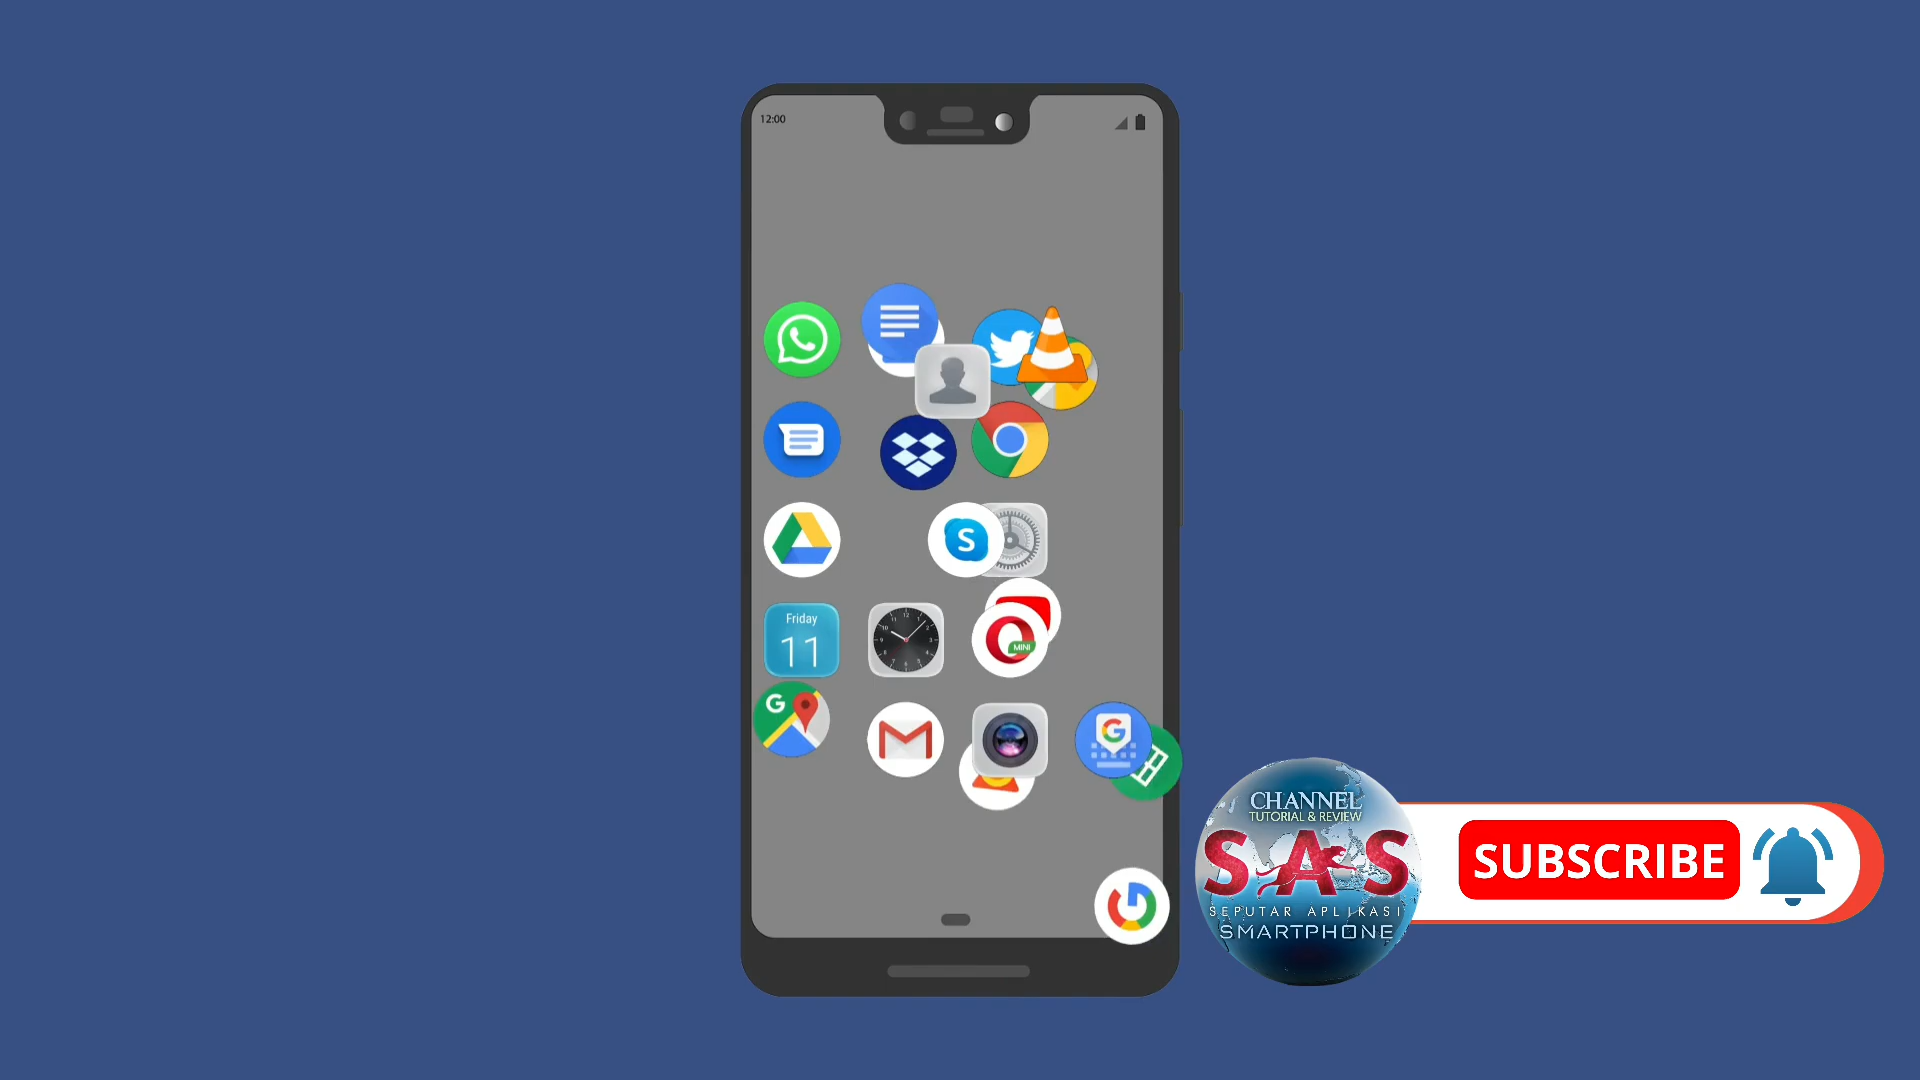 12:00
S
Friday
11
MINI
G
G
CHANNEL
TUTORIAL & REVIEW
SAS
SEPUTAR APLIKASI
SMARTPHONE
SUBSCRIBE